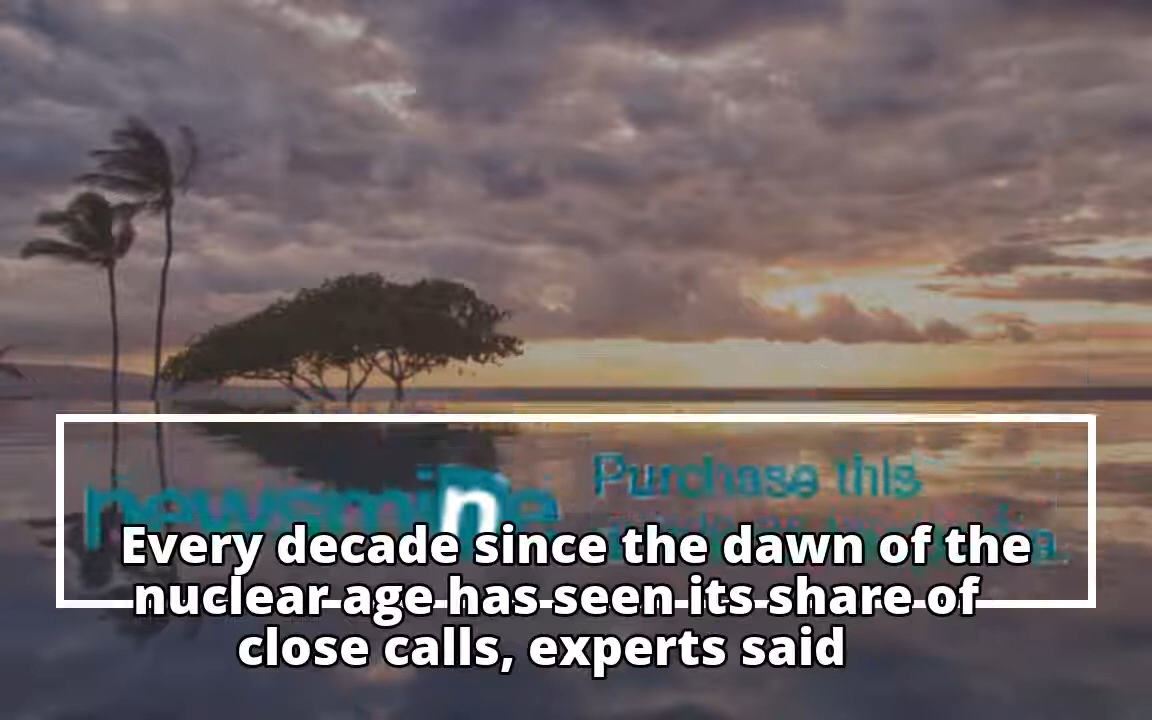 newsmine
Purchase this
Every decade since the dawn of the
nuclear age has seen its share of
close calls, experts said